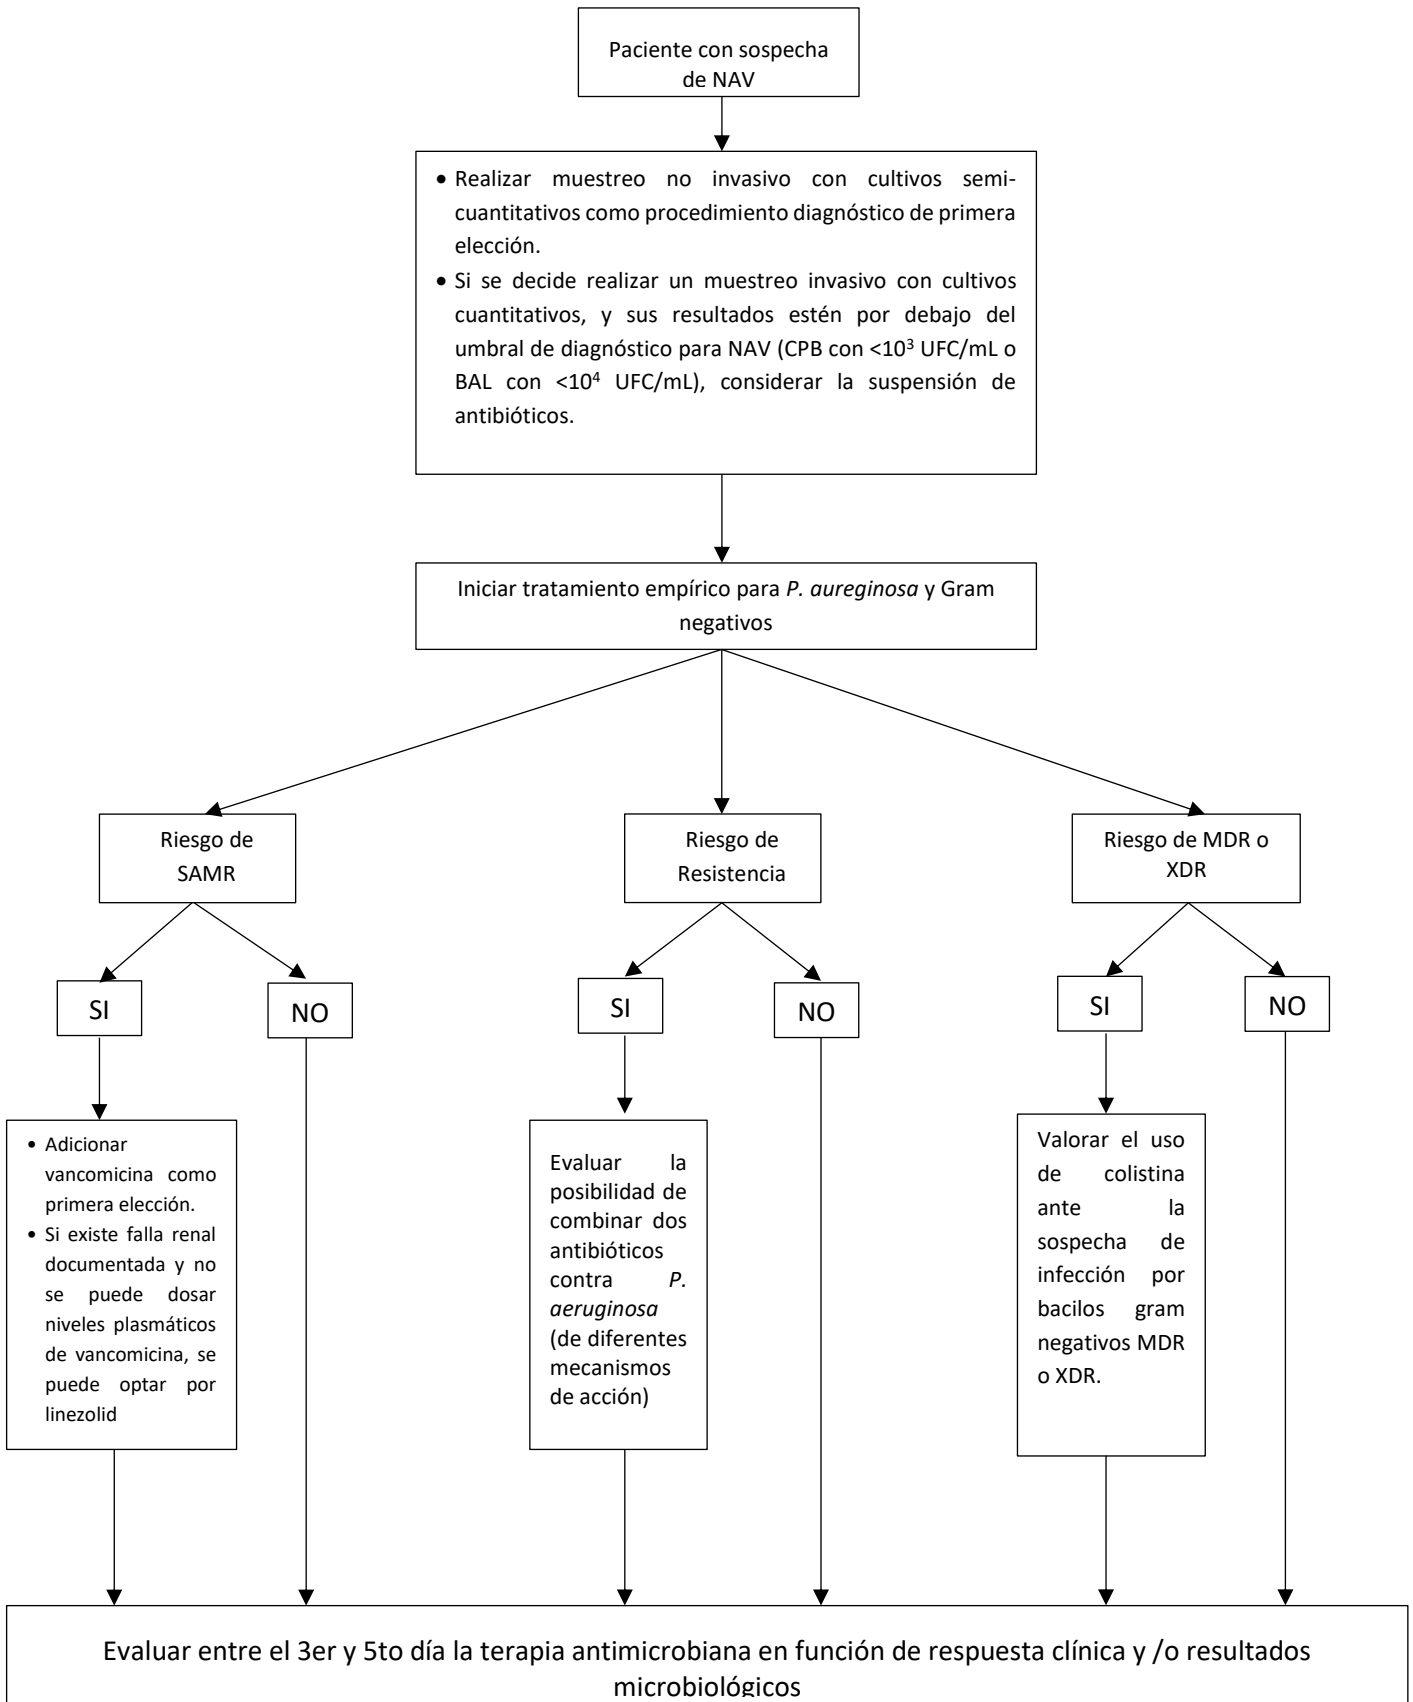 Paciente con sospecha
de NAV
• Realizar muestreo no invasivo con cultivos semi-
cuantitativos como procedimiento diagnóstico de primera
elección.
• Si se decide realizar un muestreo invasivo con cultivos
cuantitativos, y sus resultados estén por debajo del
umbral de diagnóstico para NAV (CPB con <10³ UFC/mL o
BAL con <10⁴ UFC/mL), considerar la suspensión de
antibióticos.
Iniciar tratamiento empírico para P. aureginosa y Gram
negativos
Riesgo de
SAMR
Riesgo de
Resistencia
Riesgo de MDR o
XDR
SI
NO
SI
NO
SI
NO
• Adicionar
vancomicina como
primera elección.
• Si existe falla renal
documentada y no
se puede dosar
niveles plasmáticos
de vancomicina, se
puede optar por
linezolid
Evaluar la
posibilidad de
combinar dos
antibióticos
contra P.
aeruginosa
(de diferentes
mecanismos
de acción)
Valorar el uso
de colistina
ante la
sospecha de
infección por
bacilos gram
negativos MDR
o XDR.
Evaluar entre el 3er y 5to día la terapia antimicrobiana en función de respuesta clínica y /o resultados
microbiológicos